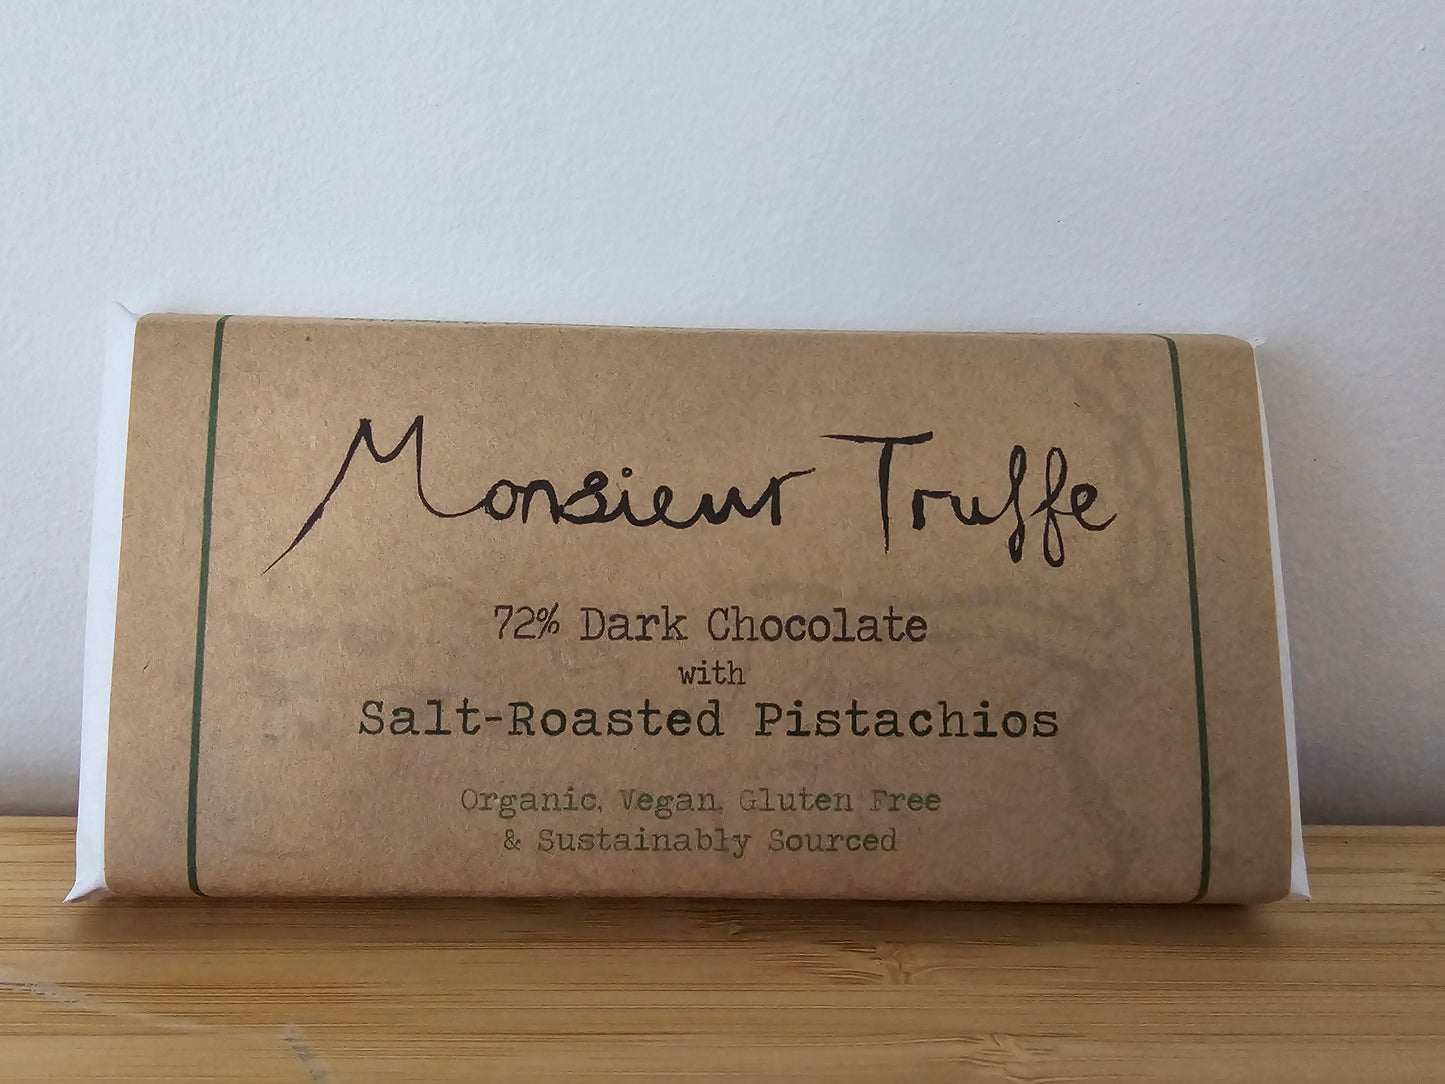 Monsieur Truffe
72% Dark Chocolate
with
Salt-Roasted Pistachios
Organic, Vegan, Gluten Free
& Sustainably Sourced